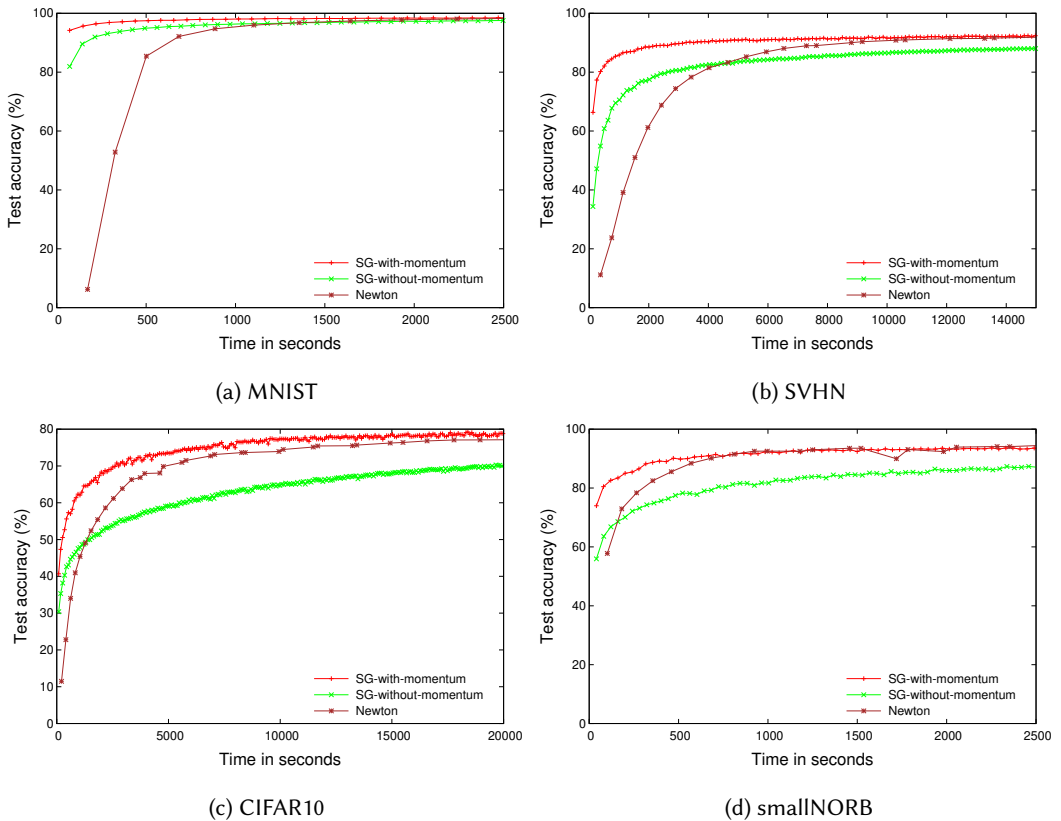 100
80
60
40
20
0
0 500 1000 1500 2000 2500
Test accuracy (%)
Time in seconds
SG-with-momentum
SG-without-momentum
Newton
(a) MNIST
100
80
60
40
20
0
0 2000 4000 6000 8000 10000 12000 14000
Test accuracy (%)
Time in seconds
SG-with-momentum
SG-without-momentum
Newton
(b) SVHN
80
70
60
50
40
30
20
10
0
0 5000 10000 15000 20000
Test accuracy (%)
Time in seconds
SG-with-momentum
SG-without-momentum
Newton
(c) CIFAR10
100
80
60
40
20
0
0 500 1000 1500 2000 2500
Test accuracy (%)
Time in seconds
SG-with-momentum
SG-without-momentum
Newton
(d) smallNORB